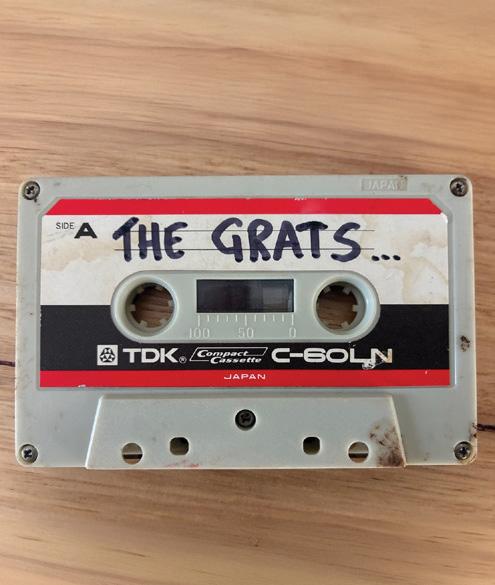 JAPAN
SIDE A THE GRATS...
100 50 0
TDK® Compact Cassette C-60LN
JAPAN